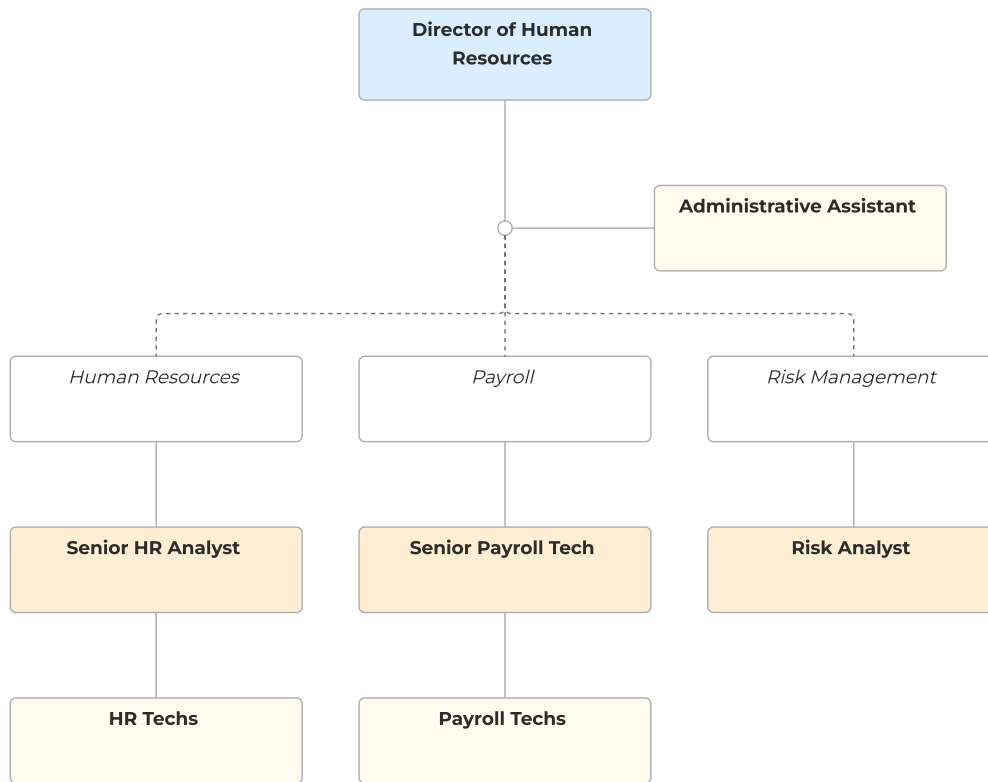 Director of Human
Resources
Administrative Assistant
Human Resources
Payroll
Risk Management
Senior HR Analyst
Senior Payroll Tech
Risk Analyst
HR Techs
Payroll Techs